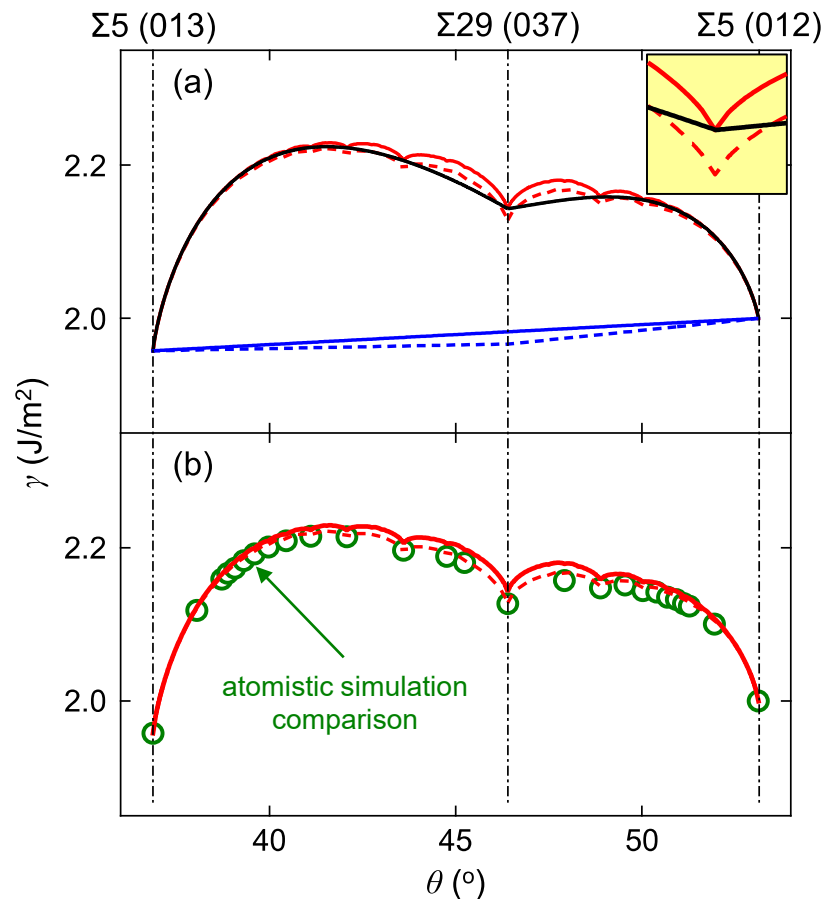 Σ5 (013) Σ29 (037) Σ5 (012)
(a)
2.2
2.0
γ (J/m²)
(b)
2.2
2.0
atomistic simulation
comparison
40 45 50
θ (º)